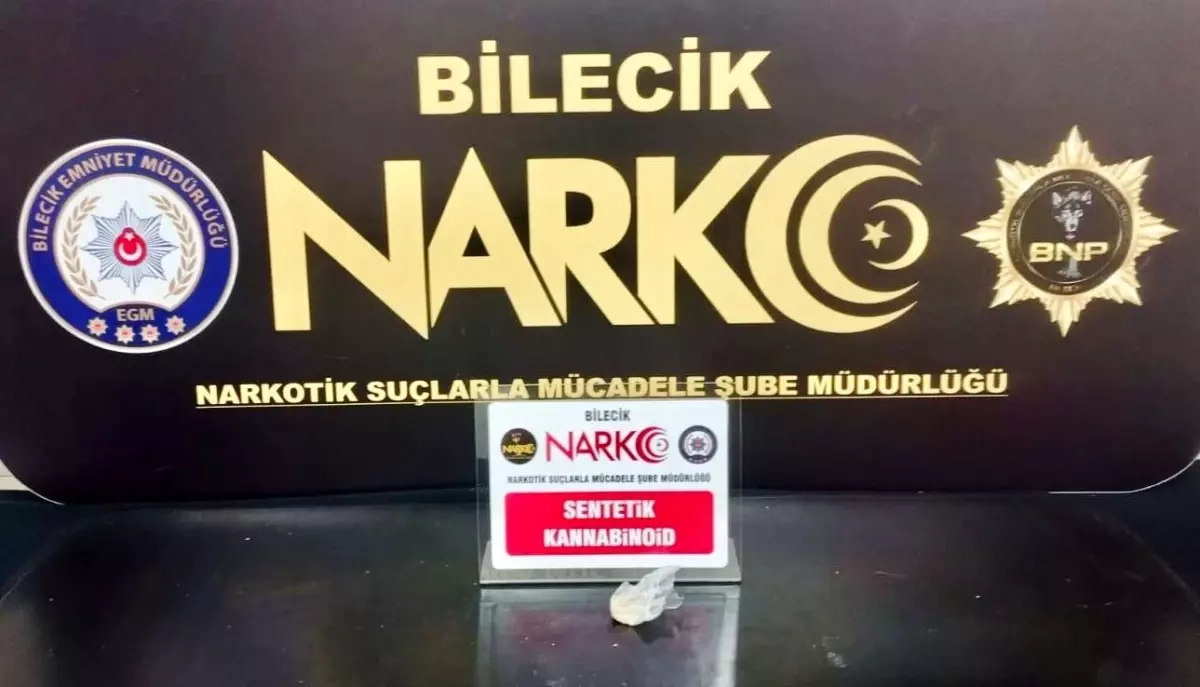 BİLECİK
NARKO
BİLECİK EMNİYET MÜDÜRLÜĞÜ
EGM
BNP
NARKOTİK SUÇLARLA MÜCADELE ŞUBE MÜDÜRLÜĞÜ
BİLECİK
NARKO
NARKO
NARKOTİK SUÇLARLA MÜCADELE ŞUBE MÜDÜRLÜĞÜ
SENTETİK
KANNABİNOİD